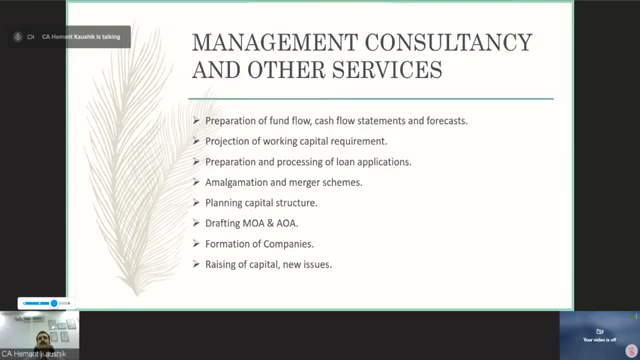 CA Hemant Kaushik is talking
MANAGEMENT CONSULTANCY
AND OTHER SERVICES
➢ Preparation of fund flow, cash flow statements and forecasts.
➢ Projection of working capital requirement.
➢ Preparation and processing of loan applications.
➢ Amalgamation and merger schemes.
➢ Planning capital structure.
➢ Drafting MOA & AOA.
➢ Formation of Companies.
➢ Raising of capital, new issues.
CA Hemant Kaushik
Your video is off